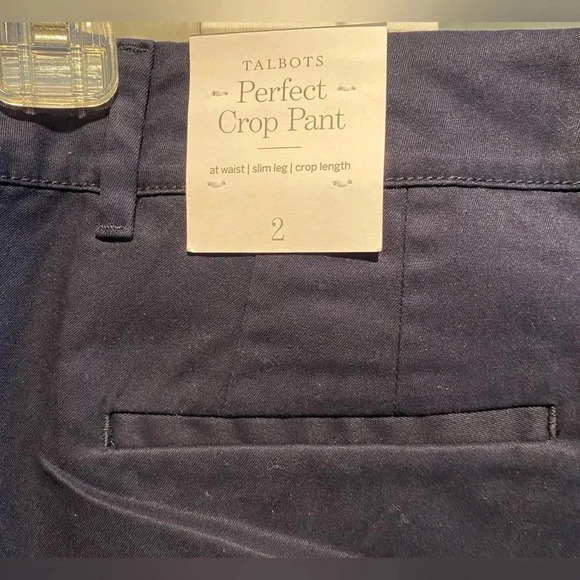 TALBOTS
Perfect
Crop Pant
at waist | slim leg | crop length
2